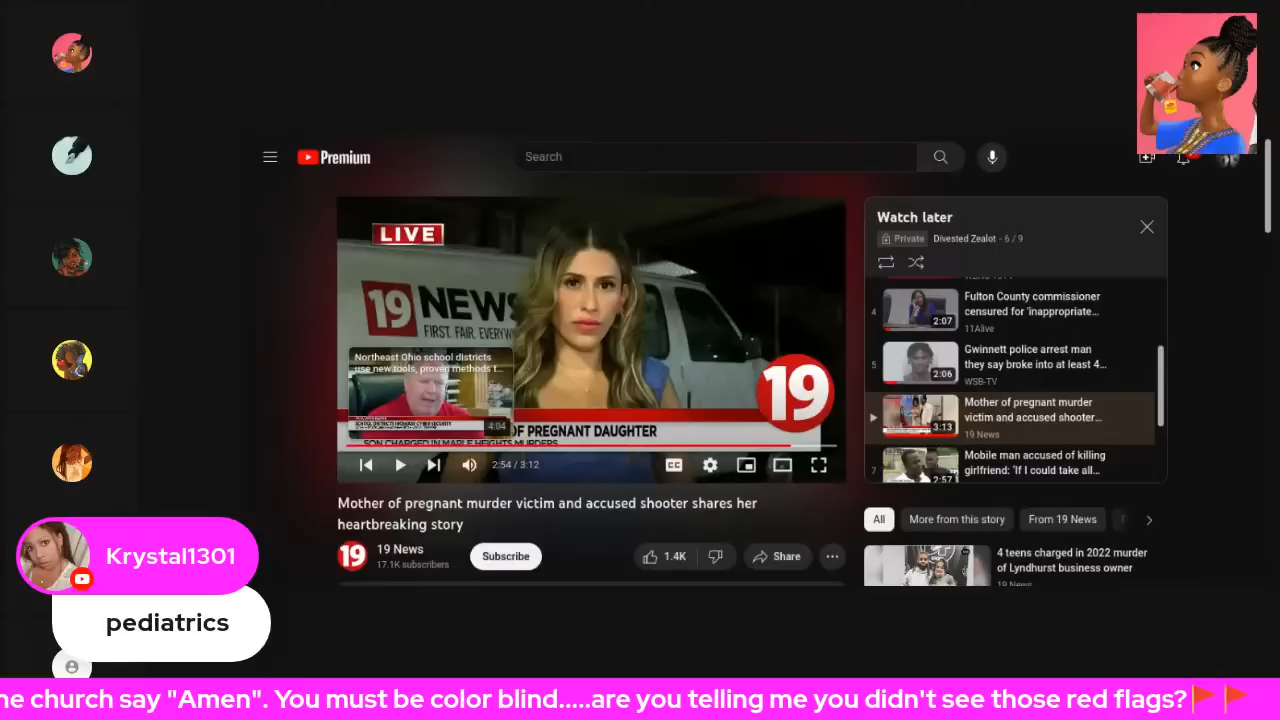 Premium
Search
LIVE
19 NEWS
FIRST. FAIR. EVERYW
Northeast Ohio school districts
use new tools, proven methods t...
4:04
19
OF PREGNANT DAUGHTER
SON CHARGED IN MAPLE HEIGHTS MURDERS
2:54 / 3:12
CC
Mother of pregnant murder victim and accused shooter shares her
heartbreaking story
19
19 News
17.1K subscribers
Subscribe
1.4K
Share
Watch later
Private
Divested Zealot - 6 / 9
4
2:07
Fulton County commissioner
censured for 'inappropriate...
11Alive
5
2:06
Gwinnett police arrest man
they say broke into at least 4...
WSB-TV
3:13
Mother of pregnant murder
victim and accused shooter...
19 News
7
2:57
Mobile man accused of killing
girlfriend: 'If I could take all...
All
More from this story
From 19 News
4 teens charged in 2022 murder
of Lyndhurst business owner
19 News
Krystal1301
pediatrics
he church say "Amen". You must be color blind.....are you telling me you didn't see those red flags?🚩🚩